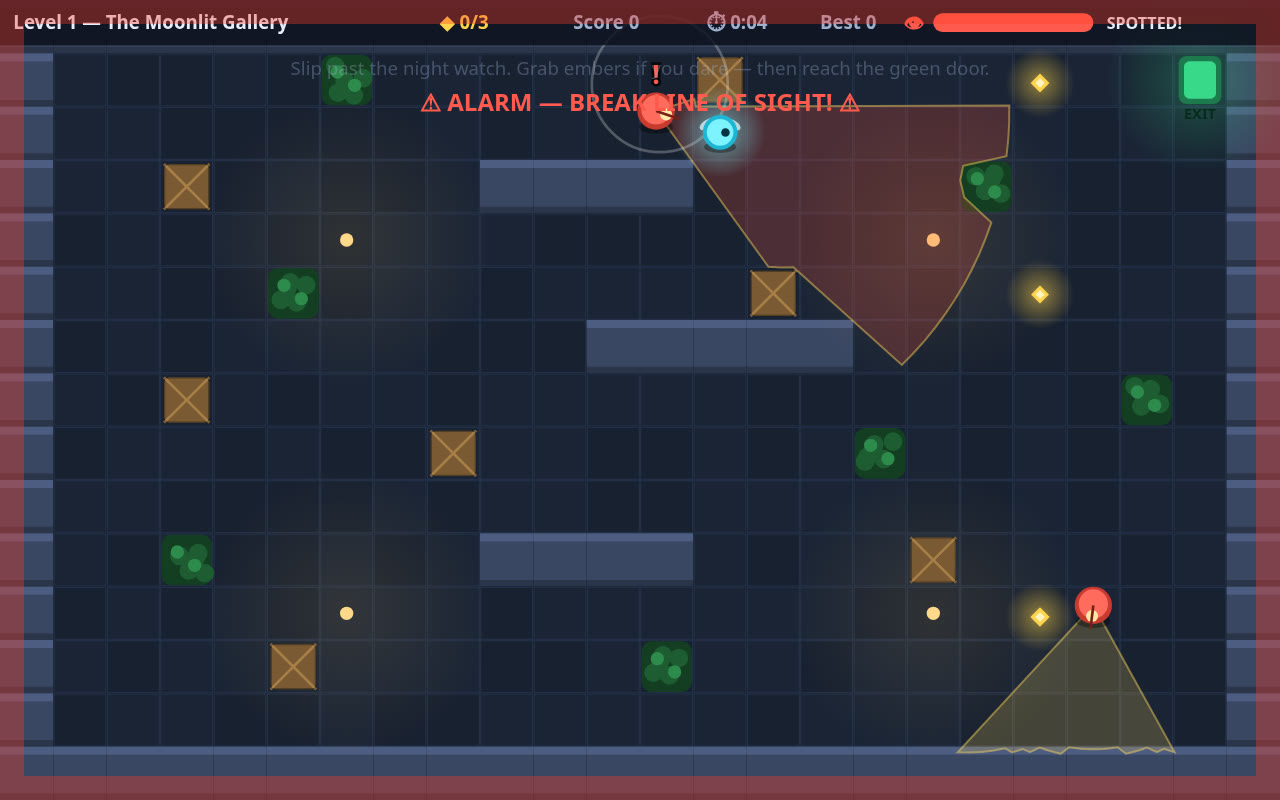 Level 1 — The Moonlit Gallery
◆ 0/3
Score 0
⏱ 0:04
Best 0
SPOTTED!
Slip past the night watch. Grab embers if you dare — then reach the green door.
!
⚠ ALARM — BREAK LINE OF SIGHT! ⚠
EXIT